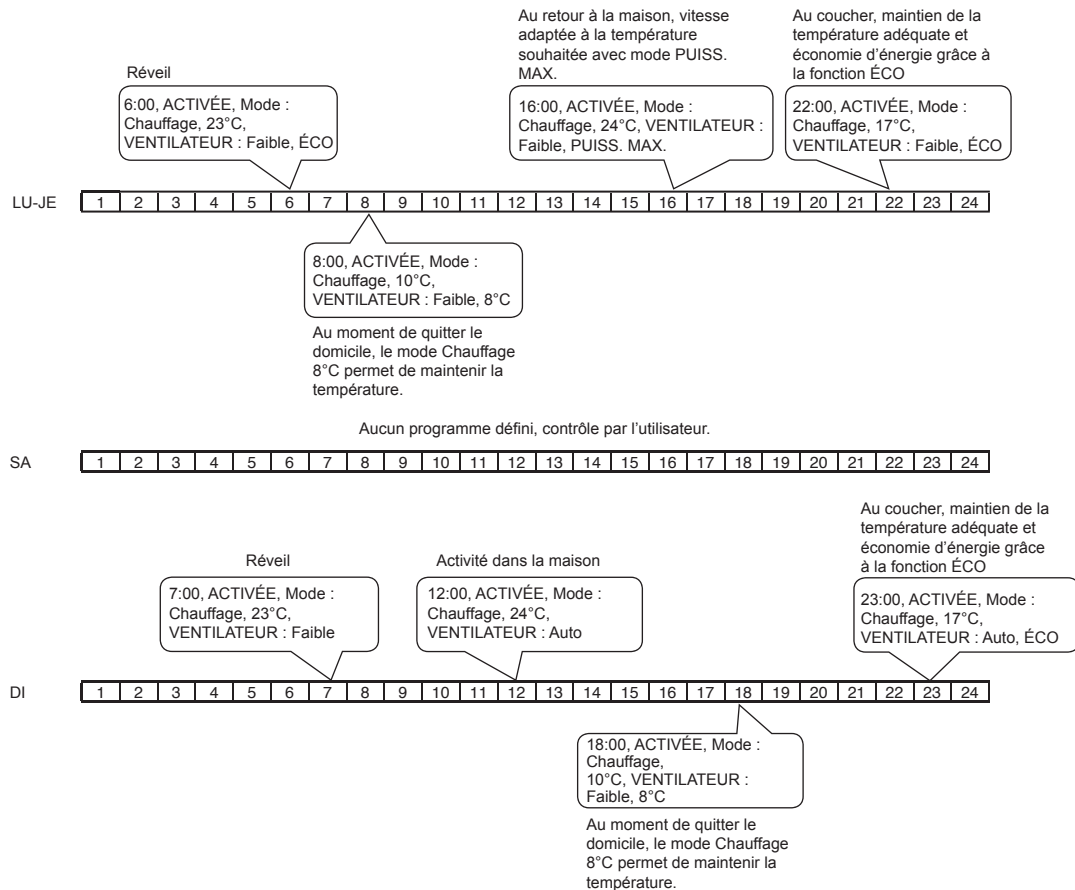 Au retour à la maison, vitesse
adaptée à la température
souhaitée avec mode PUISS.
MAX.
Au coucher, maintien de la
température adéquate et
économie d'énergie grâce à
la fonction ÉCO
Réveil
6:00, ACTIVÉE, Mode :
Chauffage, 23°C,
VENTILATEUR : Faible, ÉCO
16:00, ACTIVÉE, Mode :
Chauffage, 24°C, VENTILATEUR :
Faible, PUISS. MAX.
22:00, ACTIVÉE, Mode :
Chauffage, 17°C,
VENTILATEUR : Faible, ÉCO
LU-JE 1 2 3 4 5 6 7 8 9 10 11 12 13 14 15 16 17 18 19 20 21 22 23 24
8:00, ACTIVÉE, Mode :
Chauffage, 10°C,
VENTILATEUR : Faible, 8°C
Au moment de quitter le
domicile, le mode Chauffage
8°C permet de maintenir la
température.
Aucun programme défini, contrôle par l'utilisateur.
SA 1 2 3 4 5 6 7 8 9 10 11 12 13 14 15 16 17 18 19 20 21 22 23 24
Au coucher, maintien de la
température adéquate et
économie d'énergie grâce
à la fonction ÉCO
Réveil
7:00, ACTIVÉE, Mode :
Chauffage, 23°C,
VENTILATEUR : Faible
Activité dans la maison
12:00, ACTIVÉE, Mode :
Chauffage, 24°C,
VENTILATEUR : Auto
23:00, ACTIVÉE, Mode :
Chauffage, 17°C,
VENTILATEUR : Auto, ÉCO
DI 1 2 3 4 5 6 7 8 9 10 11 12 13 14 15 16 17 18 19 20 21 22 23 24
18:00, ACTIVÉE, Mode :
Chauffage,
10°C, VENTILATEUR :
Faible, 8°C
Au moment de quitter le
domicile, le mode Chauffage
8°C permet de maintenir la
température.